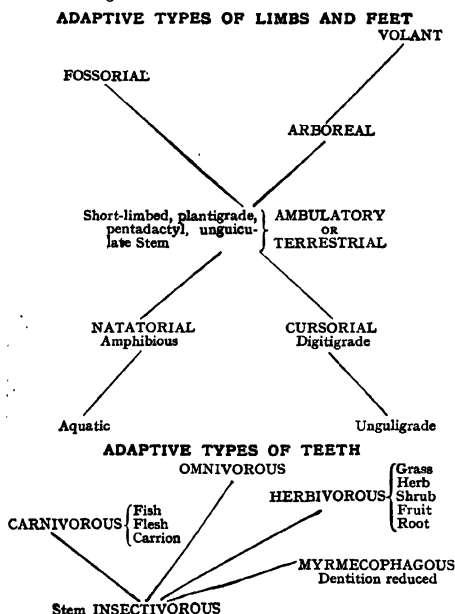 ADAPTIVE TYPES OF LIMBS AND FEET
VOLANT
FOSSORIAL
ARBOREAL
Short-limbed, plantigrade,
pentadactyl, unguicu-
late Stem
AMBULATORY
OR
TERRESTRIAL
NATATORIAL
Amphibious
CURSORIAL
Digitigrade
Aquatic
Unguligrade
ADAPTIVE TYPES OF TEETH
OMNIVOROUS
HERBIVOROUS
Grass
Herb
Shrub
Fruit
Root
CARNIVOROUS
Fish
Flesh
Carrion
MYRMECOPHAGOUS
Dentition reduced
Stem INSECTIVOROUS